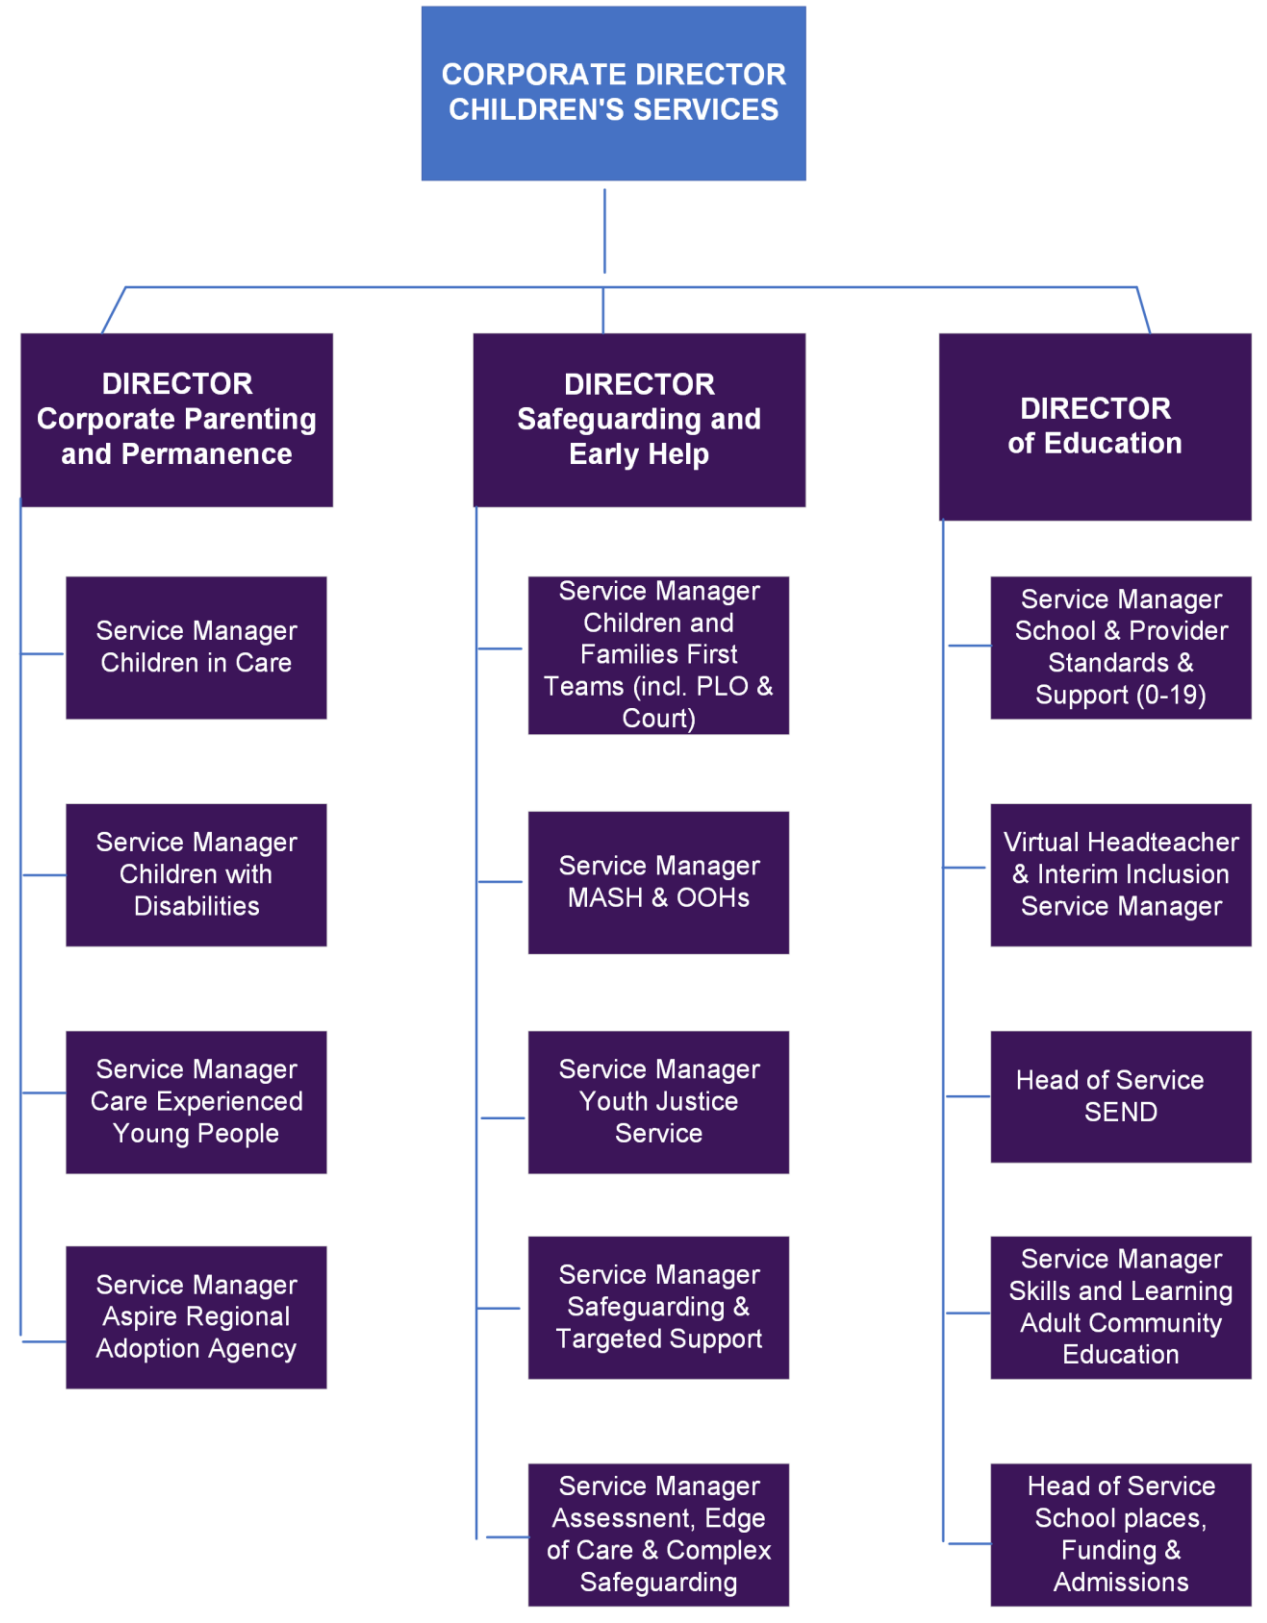 CORPORATE DIRECTOR
CHILDREN'S SERVICES
DIRECTOR
Corporate Parenting
and Permanence
Service Manager
Children in Care
Service Manager
Children with
Disabilities
Service Manager
Care Experienced
Young People
Service Manager
Aspire Regional
Adoption Agency
DIRECTOR
Safeguarding and
Early Help
Service Manager
Children and
Families First
Teams (incl. PLO &
Court)
Service Manager
MASH & OOHs
Service Manager
Youth Justice
Service
Service Manager
Safeguarding &
Targeted Support
Service Manager
Assessnent, Edge
of Care & Complex
Safeguarding
DIRECTOR
of Education
Service Manager
School & Provider
Standards &
Support (0-19)
Virtual Headteacher
& Interim Inclusion
Service Manager
Head of Service
SEND
Service Manager
Skills and Learning
Adult Community
Education
Head of Service
School places,
Funding &
Admissions